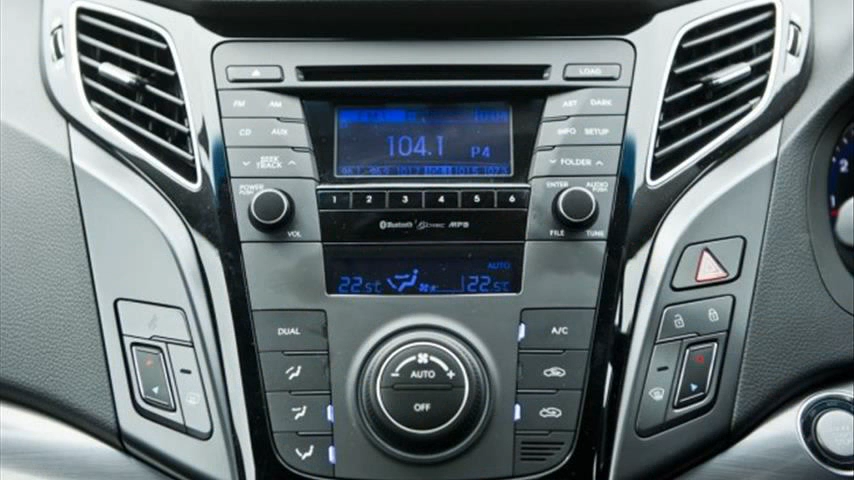 LOAD
FM AM
AST DARK
CD AUX
INFO SETUP
SEEK
TRACK
FOLDER
104.1 P4
POWER
PUSH
VOL
1 2 3 4 5 6
ENTER
AUDIO
PUSH
FILE TUNE
Bluetooth MP3
AUTO
22.5℃ 22.5℃
DUAL
A/C
AUTO
OFF